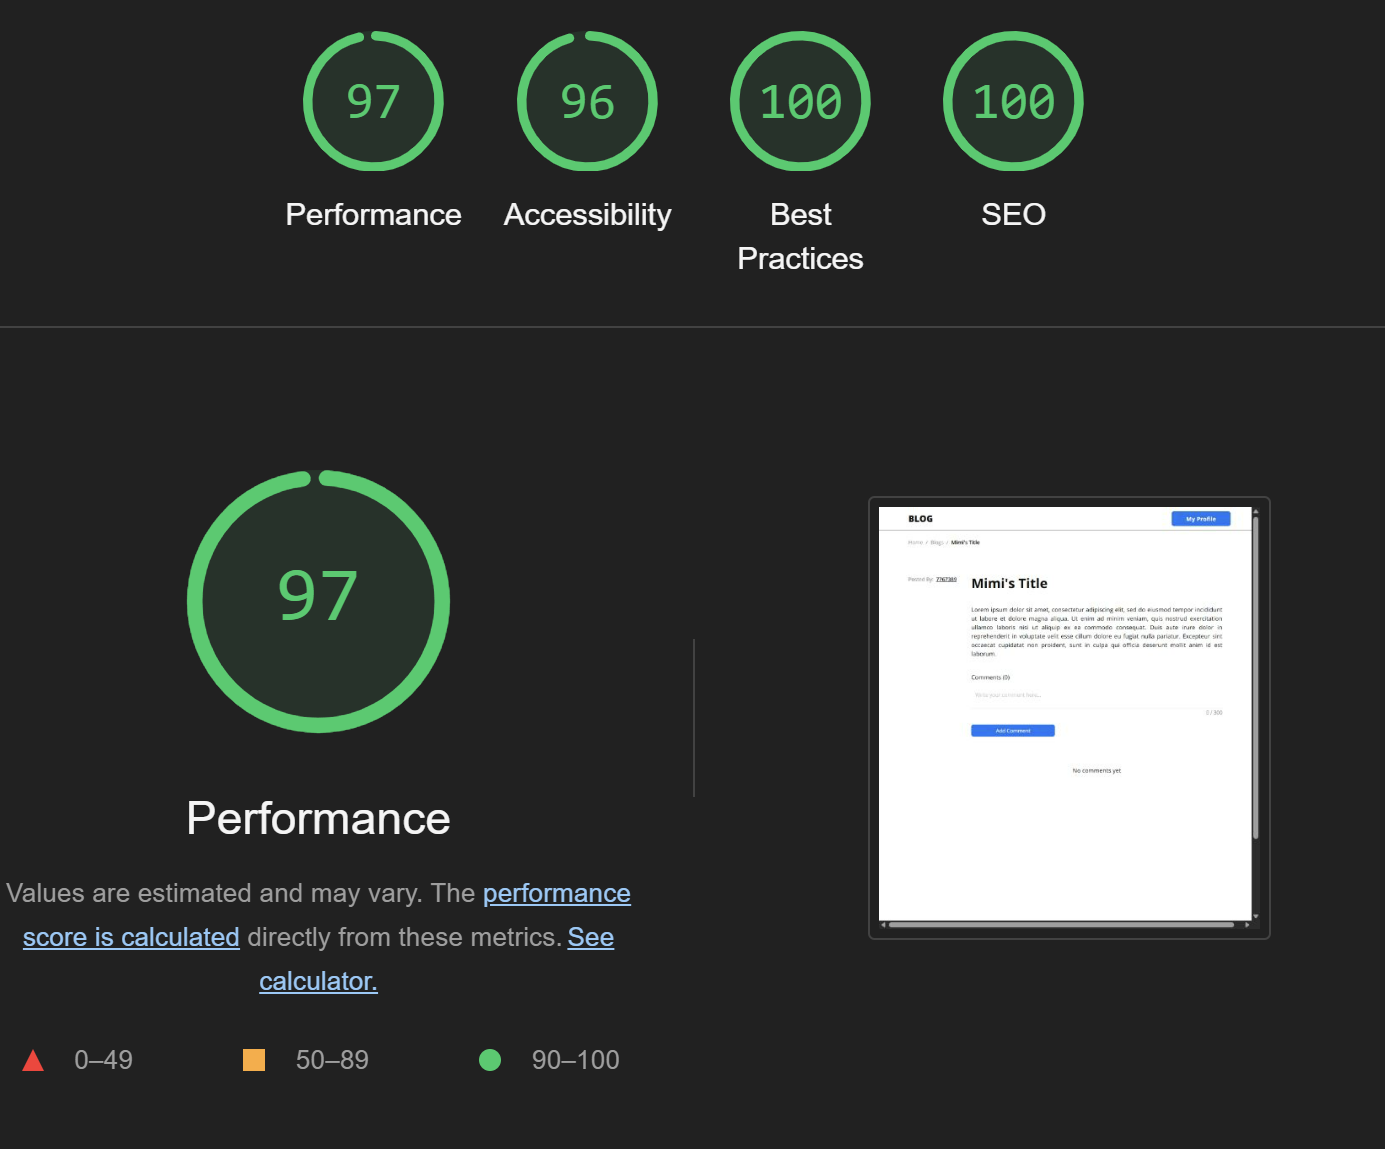 97
96
100
100
Performance
Accessibility
Best
Practices
SEO
97
Performance
Values are estimated and may vary. The performance
score is calculated directly from these metrics. See
calculator.
0–49
50–89
90–100
BLOG
My Profile
Home / Blogs / Mimi's Title
Posted By:
Mimi's Title
Lorem ipsum dolor sit amet, consectetur adipiscing elit, sed do eiusmod tempor incididunt
ut labore et dolore magna aliqua. Ut enim ad minim veniam, quis nostrud exercitation
ullamco laboris nisi ut aliquip ex ea commodo consequat. Duis aute irure dolor in
reprehenderit in voluptate velit esse cillum dolore eu fugiat nulla pariatur. Excepteur sint
occaecat cupidatat non proident, sunt in culpa qui officia deserunt mollit anim id est
laborum.
Comments (0)
Write your comment here...
0 / 300
Add Comment
No comments yet